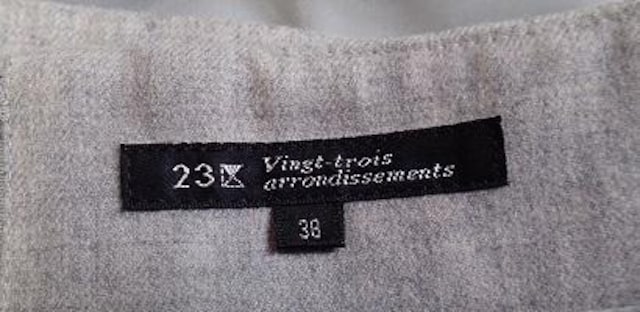 23 Vingt-trois
arrondissements
38